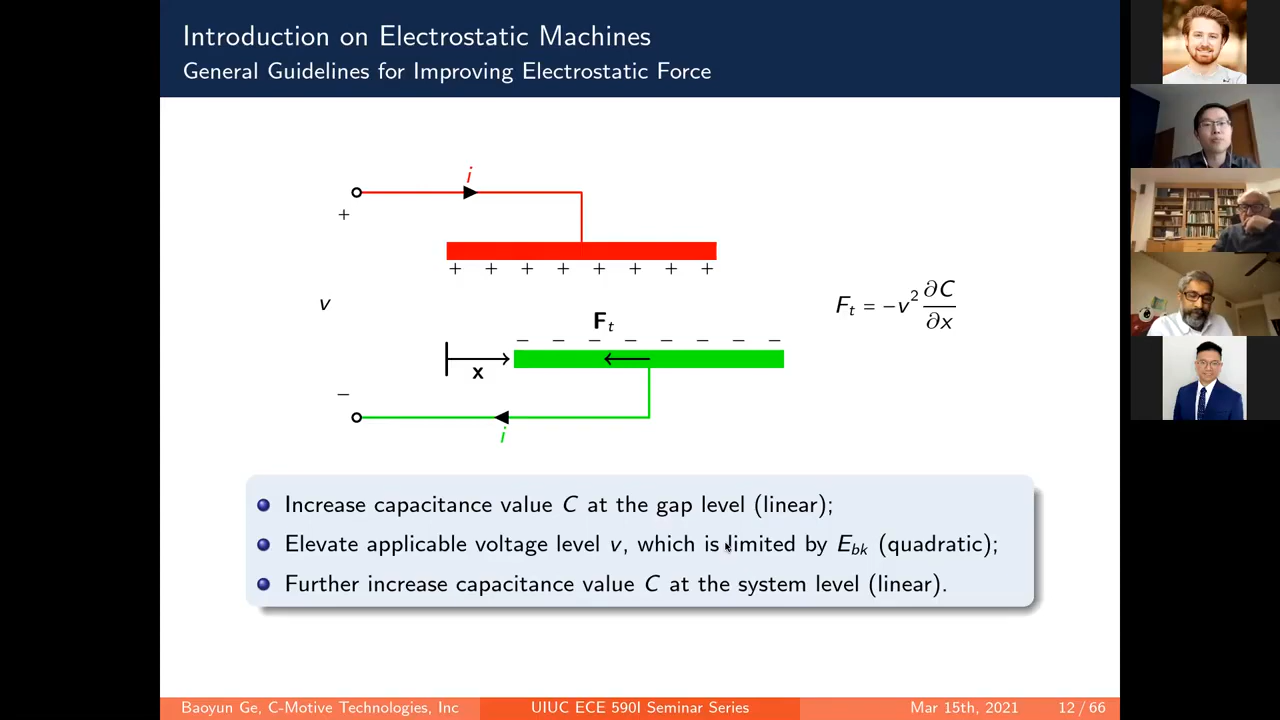 Introduction on Electrostatic Machines
General Guidelines for Improving Electrostatic Force
i
+
+ + + + + + + +
v
F_t
F_t = −v² ∂C/∂x
− − − − − − − −
x
−
i
Increase capacitance value C at the gap level (linear);
Elevate applicable voltage level v, which is limited by E_bk (quadratic);
Further increase capacitance value C at the system level (linear).
Baoyun Ge, C-Motive Technologies, Inc UIUC ECE 590I Seminar Series Mar 15th, 2021 12 / 66